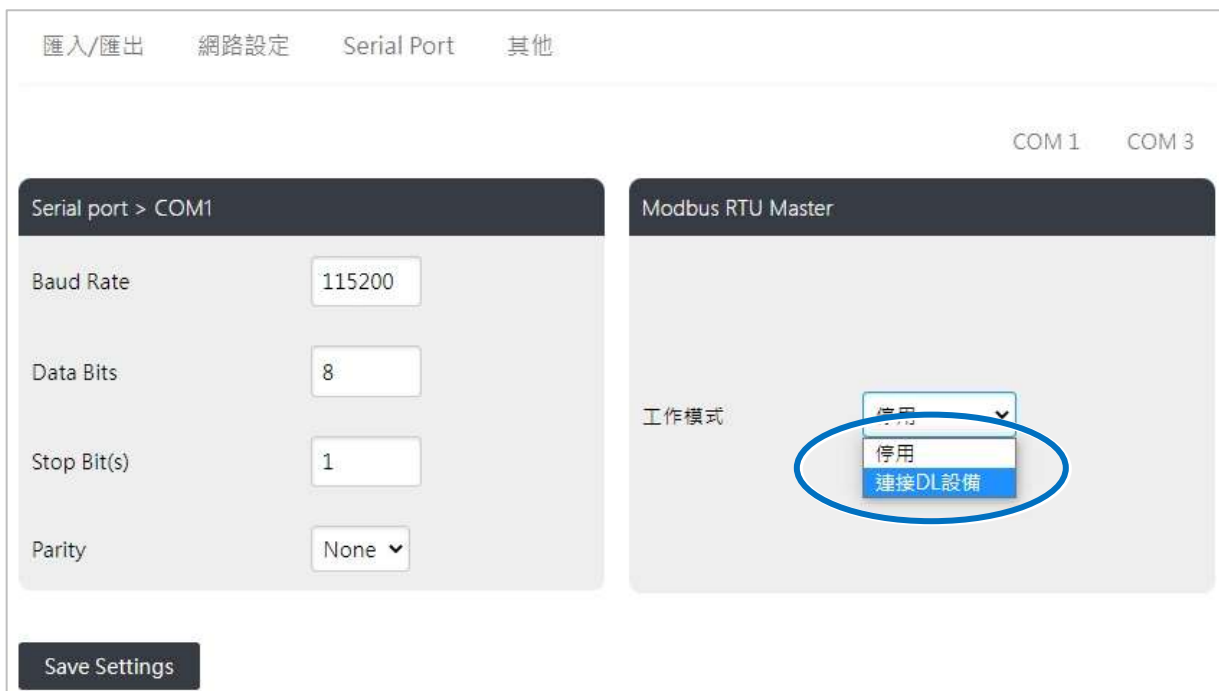 匯入/匯出 網路設定 Serial Port 其他
COM 1 COM 3
Serial port > COM1
Baud Rate 115200
Data Bits 8
Stop Bit(s) 1
Parity None
Modbus RTU Master
工作模式 停用
停用
連接DL設備
Save Settings